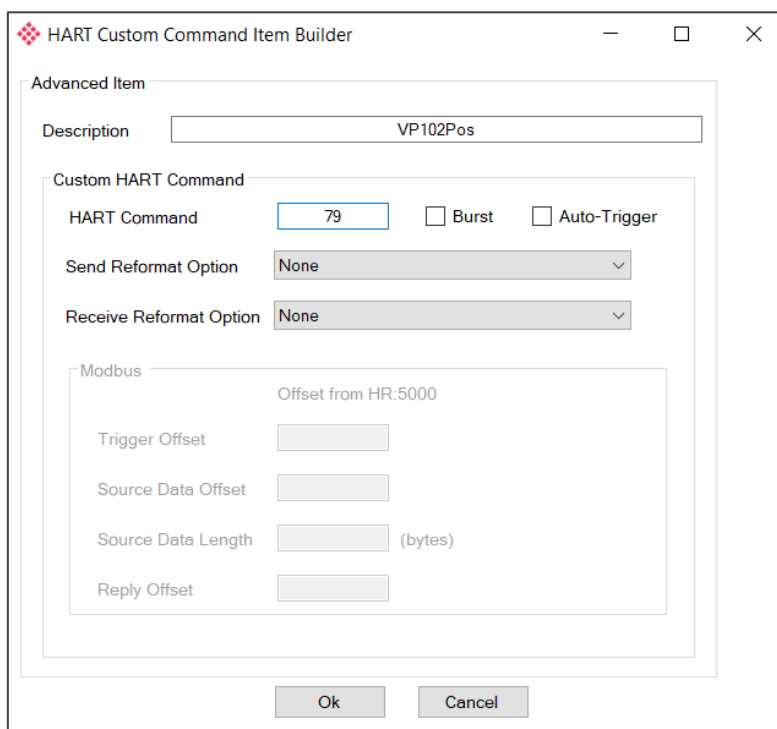 HART Custom Command Item Builder
Advanced Item
Description VP102Pos
Custom HART Command
HART Command 79 Burst Auto-Trigger
Send Reformat Option None
Receive Reformat Option None
Modbus
Offset from HR:5000
Trigger Offset
Source Data Offset
Source Data Length (bytes)
Reply Offset
Ok Cancel